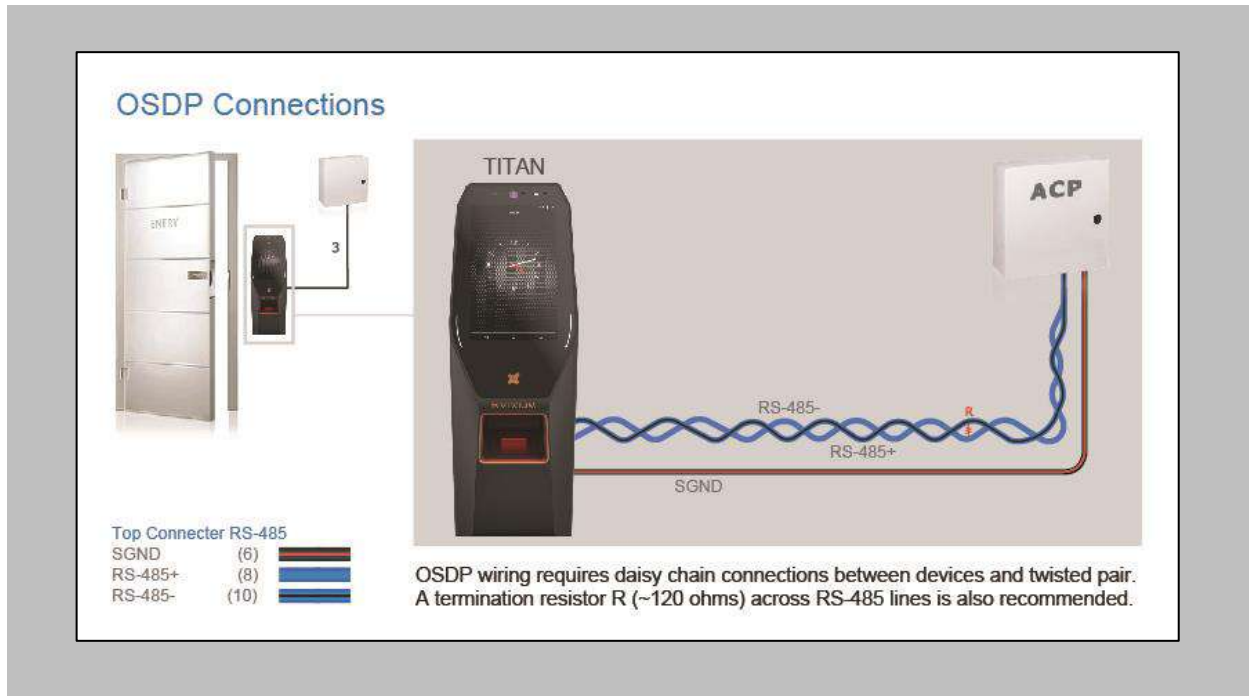 OSDP Connections
TITAN
ACP
3
RS-485-
R
RS-485+
SGND
Top Connecter RS-485
SGND (6)
RS-485+ (8)
RS-485- (10)
OSDP wiring requires daisy chain connections between devices and twisted pair.
A termination resistor R (~120 ohms) across RS-485 lines is also recommended.